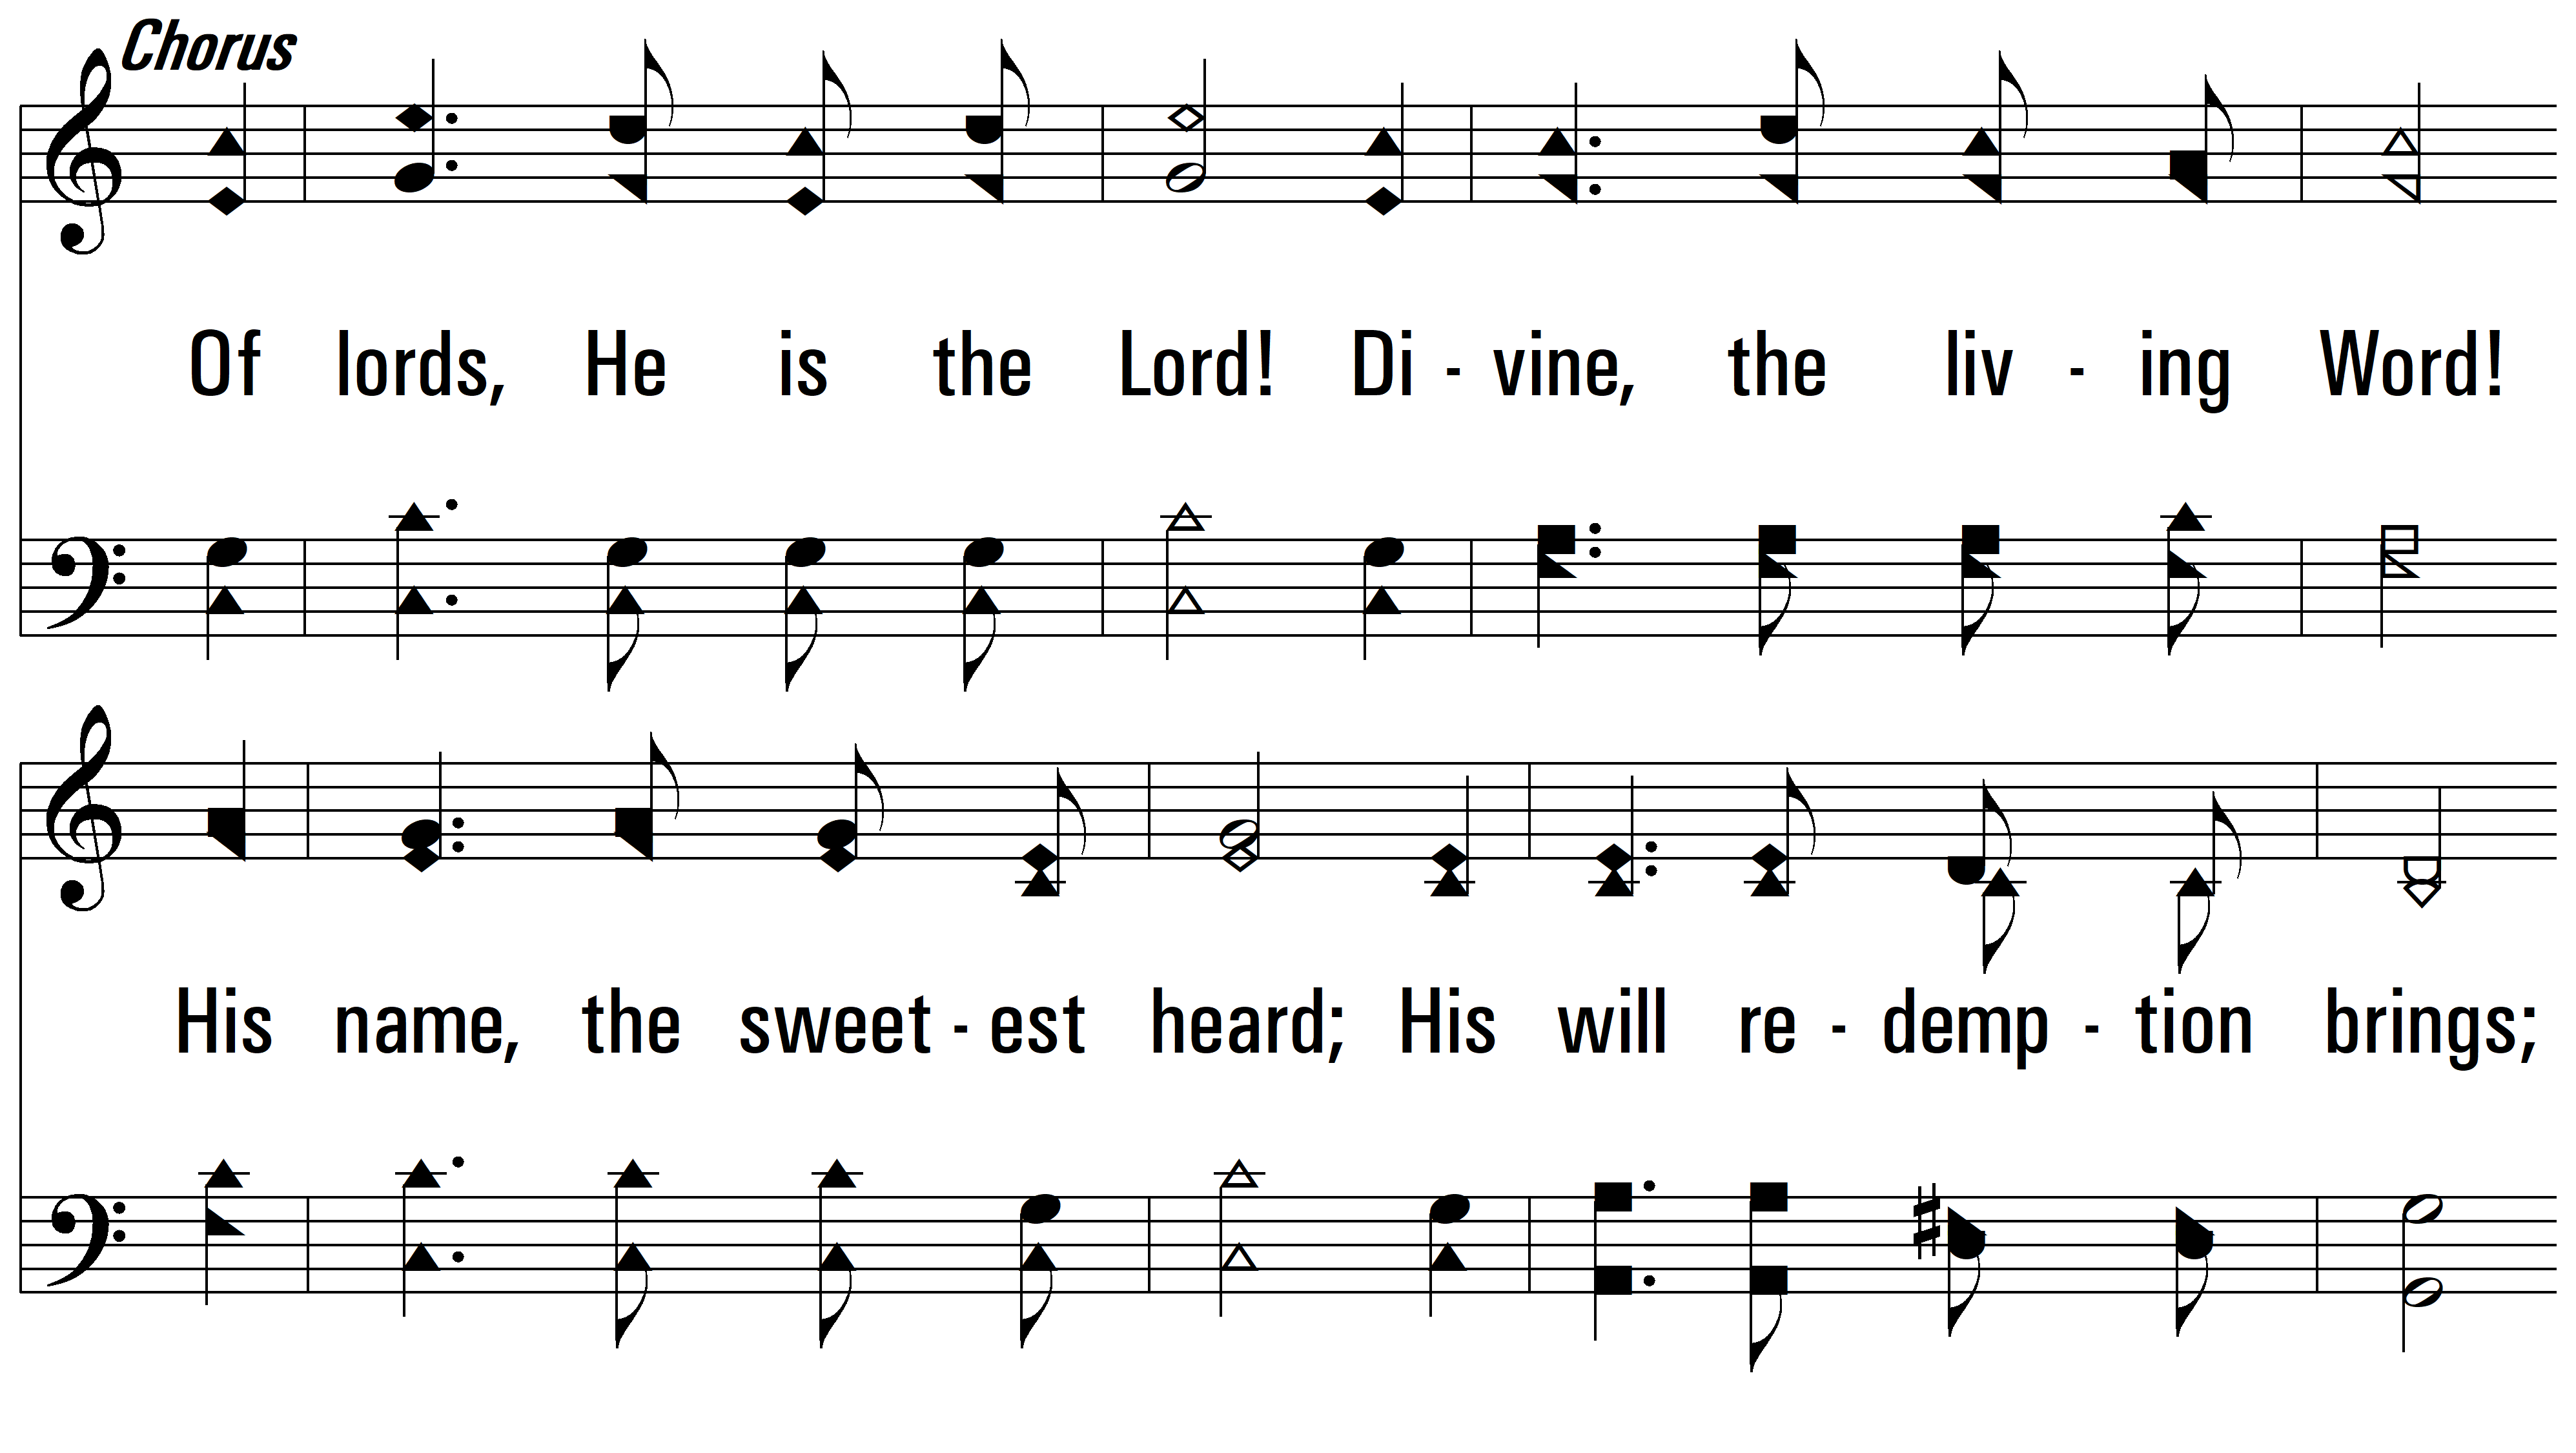 Chorus
Of lords, He is the Lord! Di - vine, the liv - ing Word!
His name, the sweet - est heard; His will re - demp - tion brings;